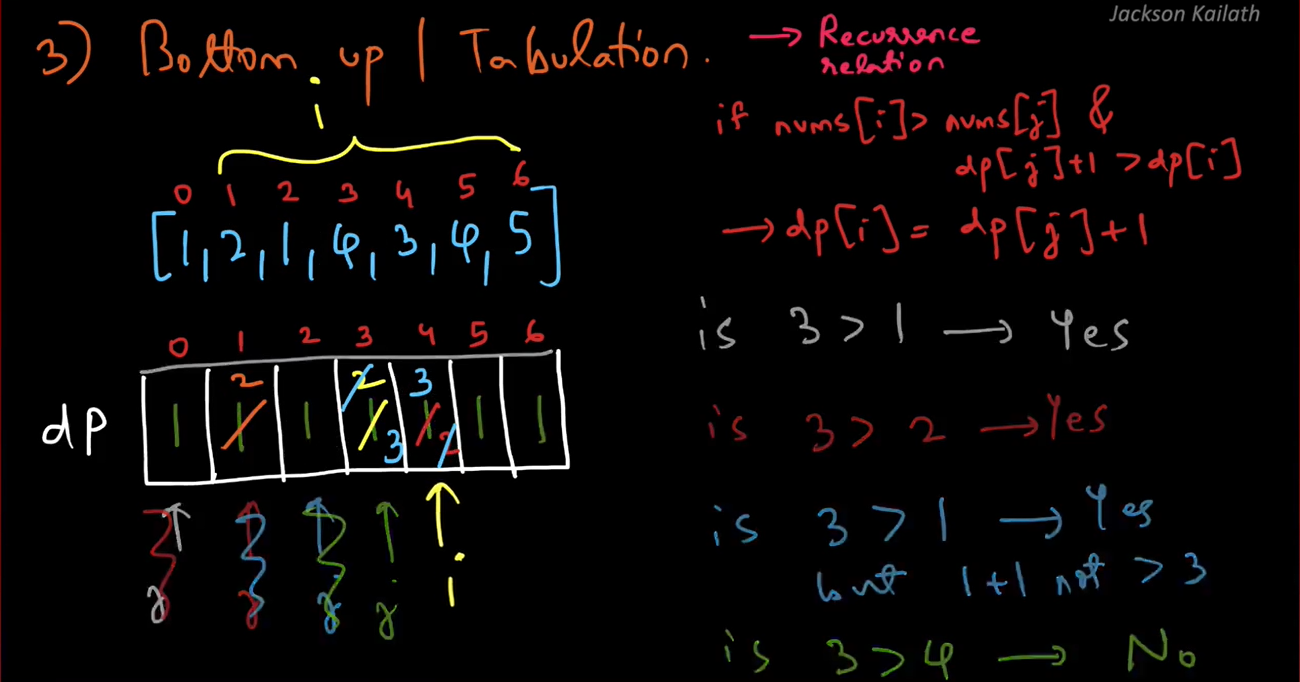 Jackson Kailath
3) Bottom up | Tabulation.
→ Recurrence
relation
if nums[i] > nums[j] &
dp[j]+1 > dp[i]
→ dp[i] = dp[j]+1
i
0 1 2 3 4 5 6
[1, 2, 1, 4, 3, 4, 5]
0 1 2 3 4 5 6
2 2 3
dp 1 1 1 1 1 1 1
3 2
j j j j i
is 3 > 1 → Yes
is 3 > 2 → Yes
is 3 > 1 → Yes
but 1+1 not > 3
is 3 > 4 → No